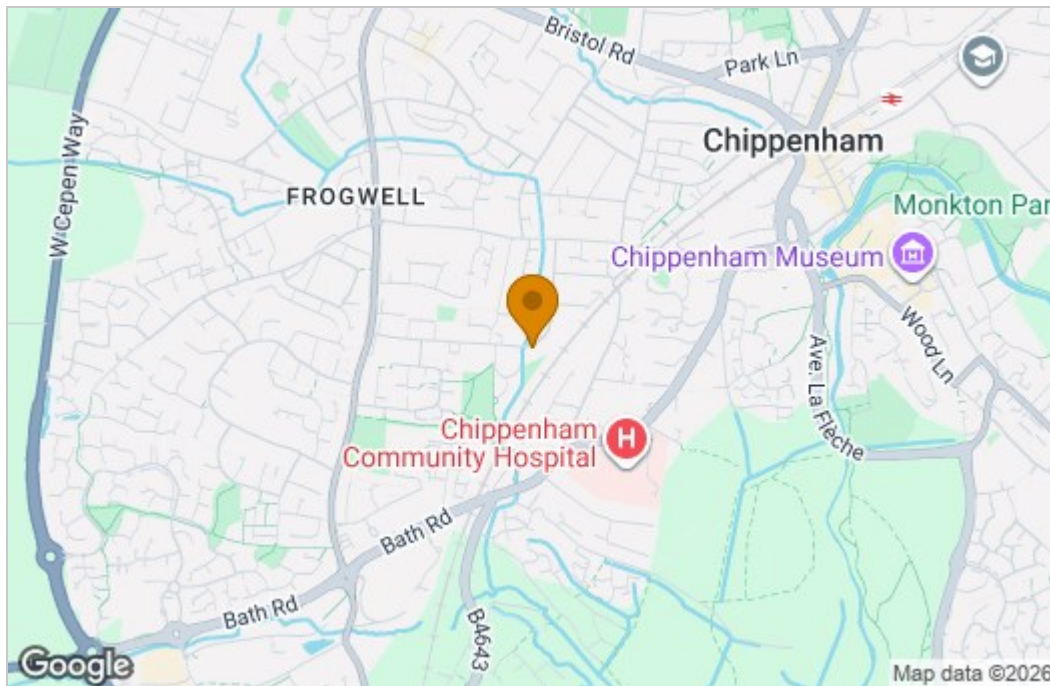 Bristol Rd
Park Ln
Chippenham
W Cepen Way
FROGWELL
Monkton Par
Chippenham Museum
Wood Ln
Ave. La Flèche
Chippenham
Community Hospital
H
Bath Rd
Bath Rd
B4643
Google
Map data ©2026